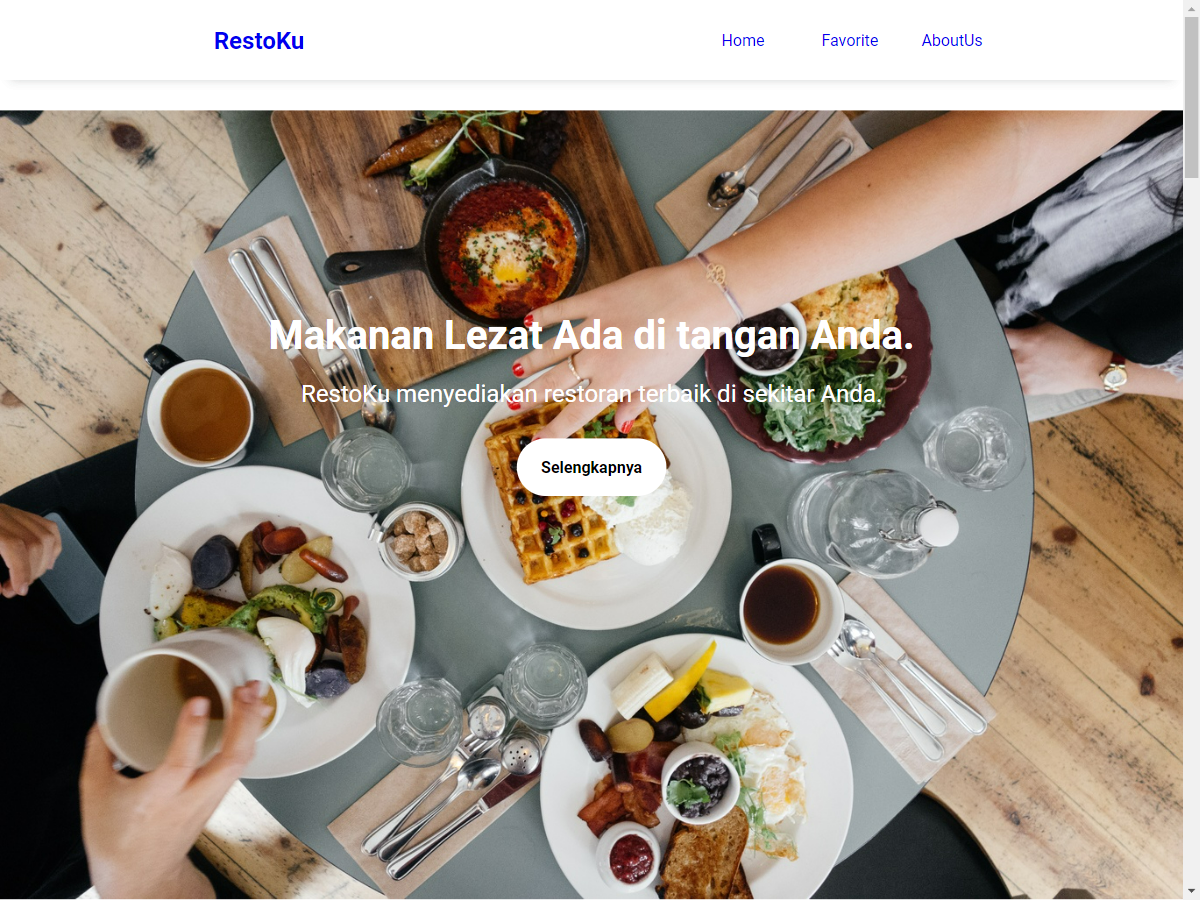 RestoKu
Home Favorite AboutUs
Makanan Lezat Ada di tangan Anda.
RestoKu menyediakan restoran terbaik di sekitar Anda.
Selengkapnya